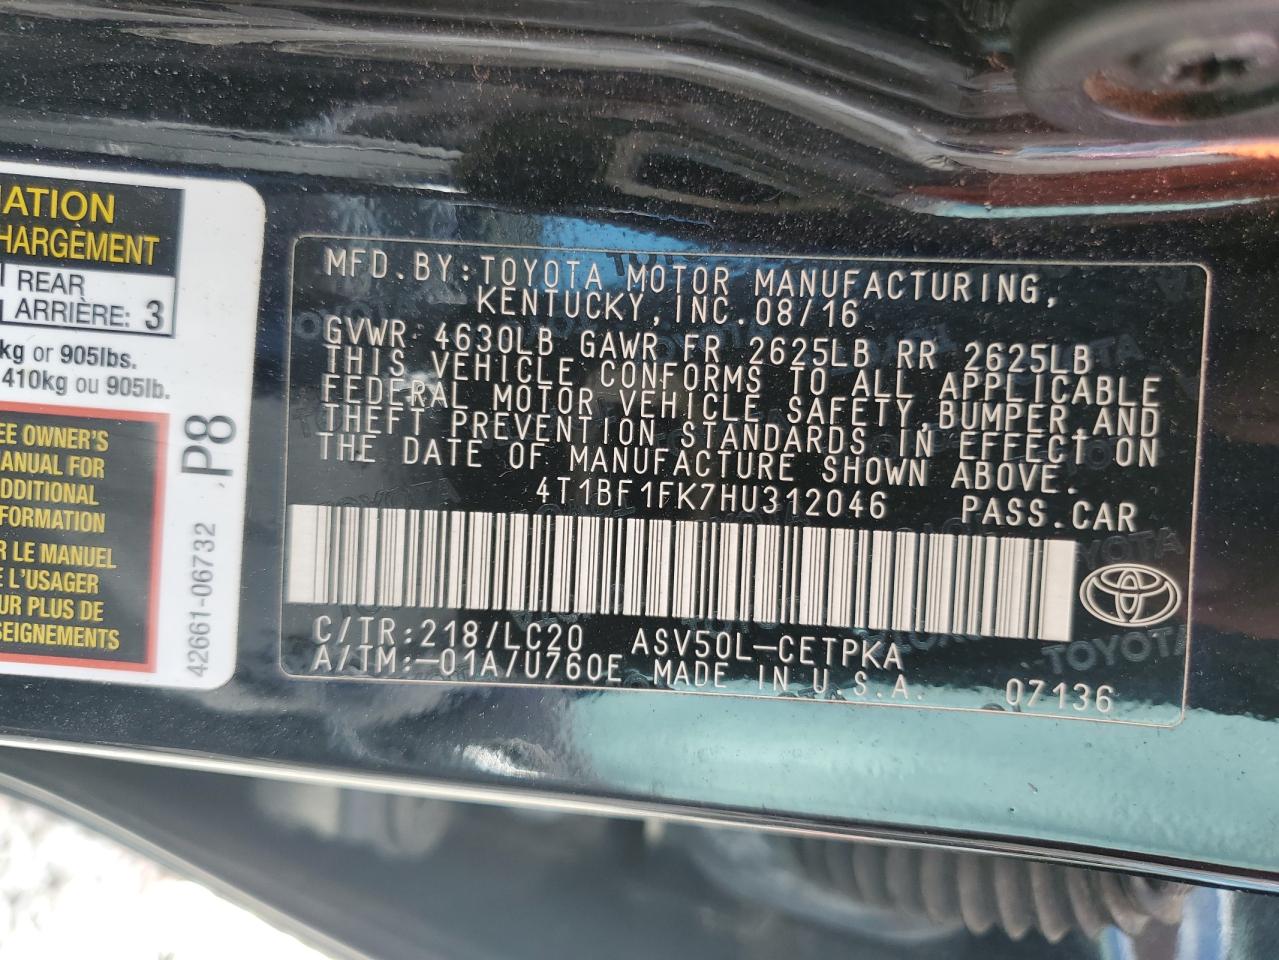 MATION
HARGEMENT
REAR
ARRIÈRE: 3
kg or 905lbs.
410kg ou 905lb.
EE OWNER'S
ANUAL FOR
DDITIONAL
FORMATION
R LE MANUEL
E L'USAGER
UR PLUS DE
SEIGNEMENTS
P8
42661-06732
MFD.BY:TOYOTA MOTOR MANUFACTURING,
KENTUCKY, INC.08/16
GVWR 4630LB GAWR FR 2625LB RR 2625LB
THIS VEHICLE CONFORMS TO ALL APPLICABLE
FEDERAL MOTOR VEHICLE SAFETY,BUMPER,AND
THEFT PREVENTION STANDARDS IN EFFECT ON
THE DATE OF MANUFACTURE SHOWN ABOVE.
4T1BF1FK7HU312046 PASS.CAR
C/TR:218/LC20 ASV50L-CETPKA
A/TM:-01A/U760E MADE IN U.S.A. 07136
TOYOTA